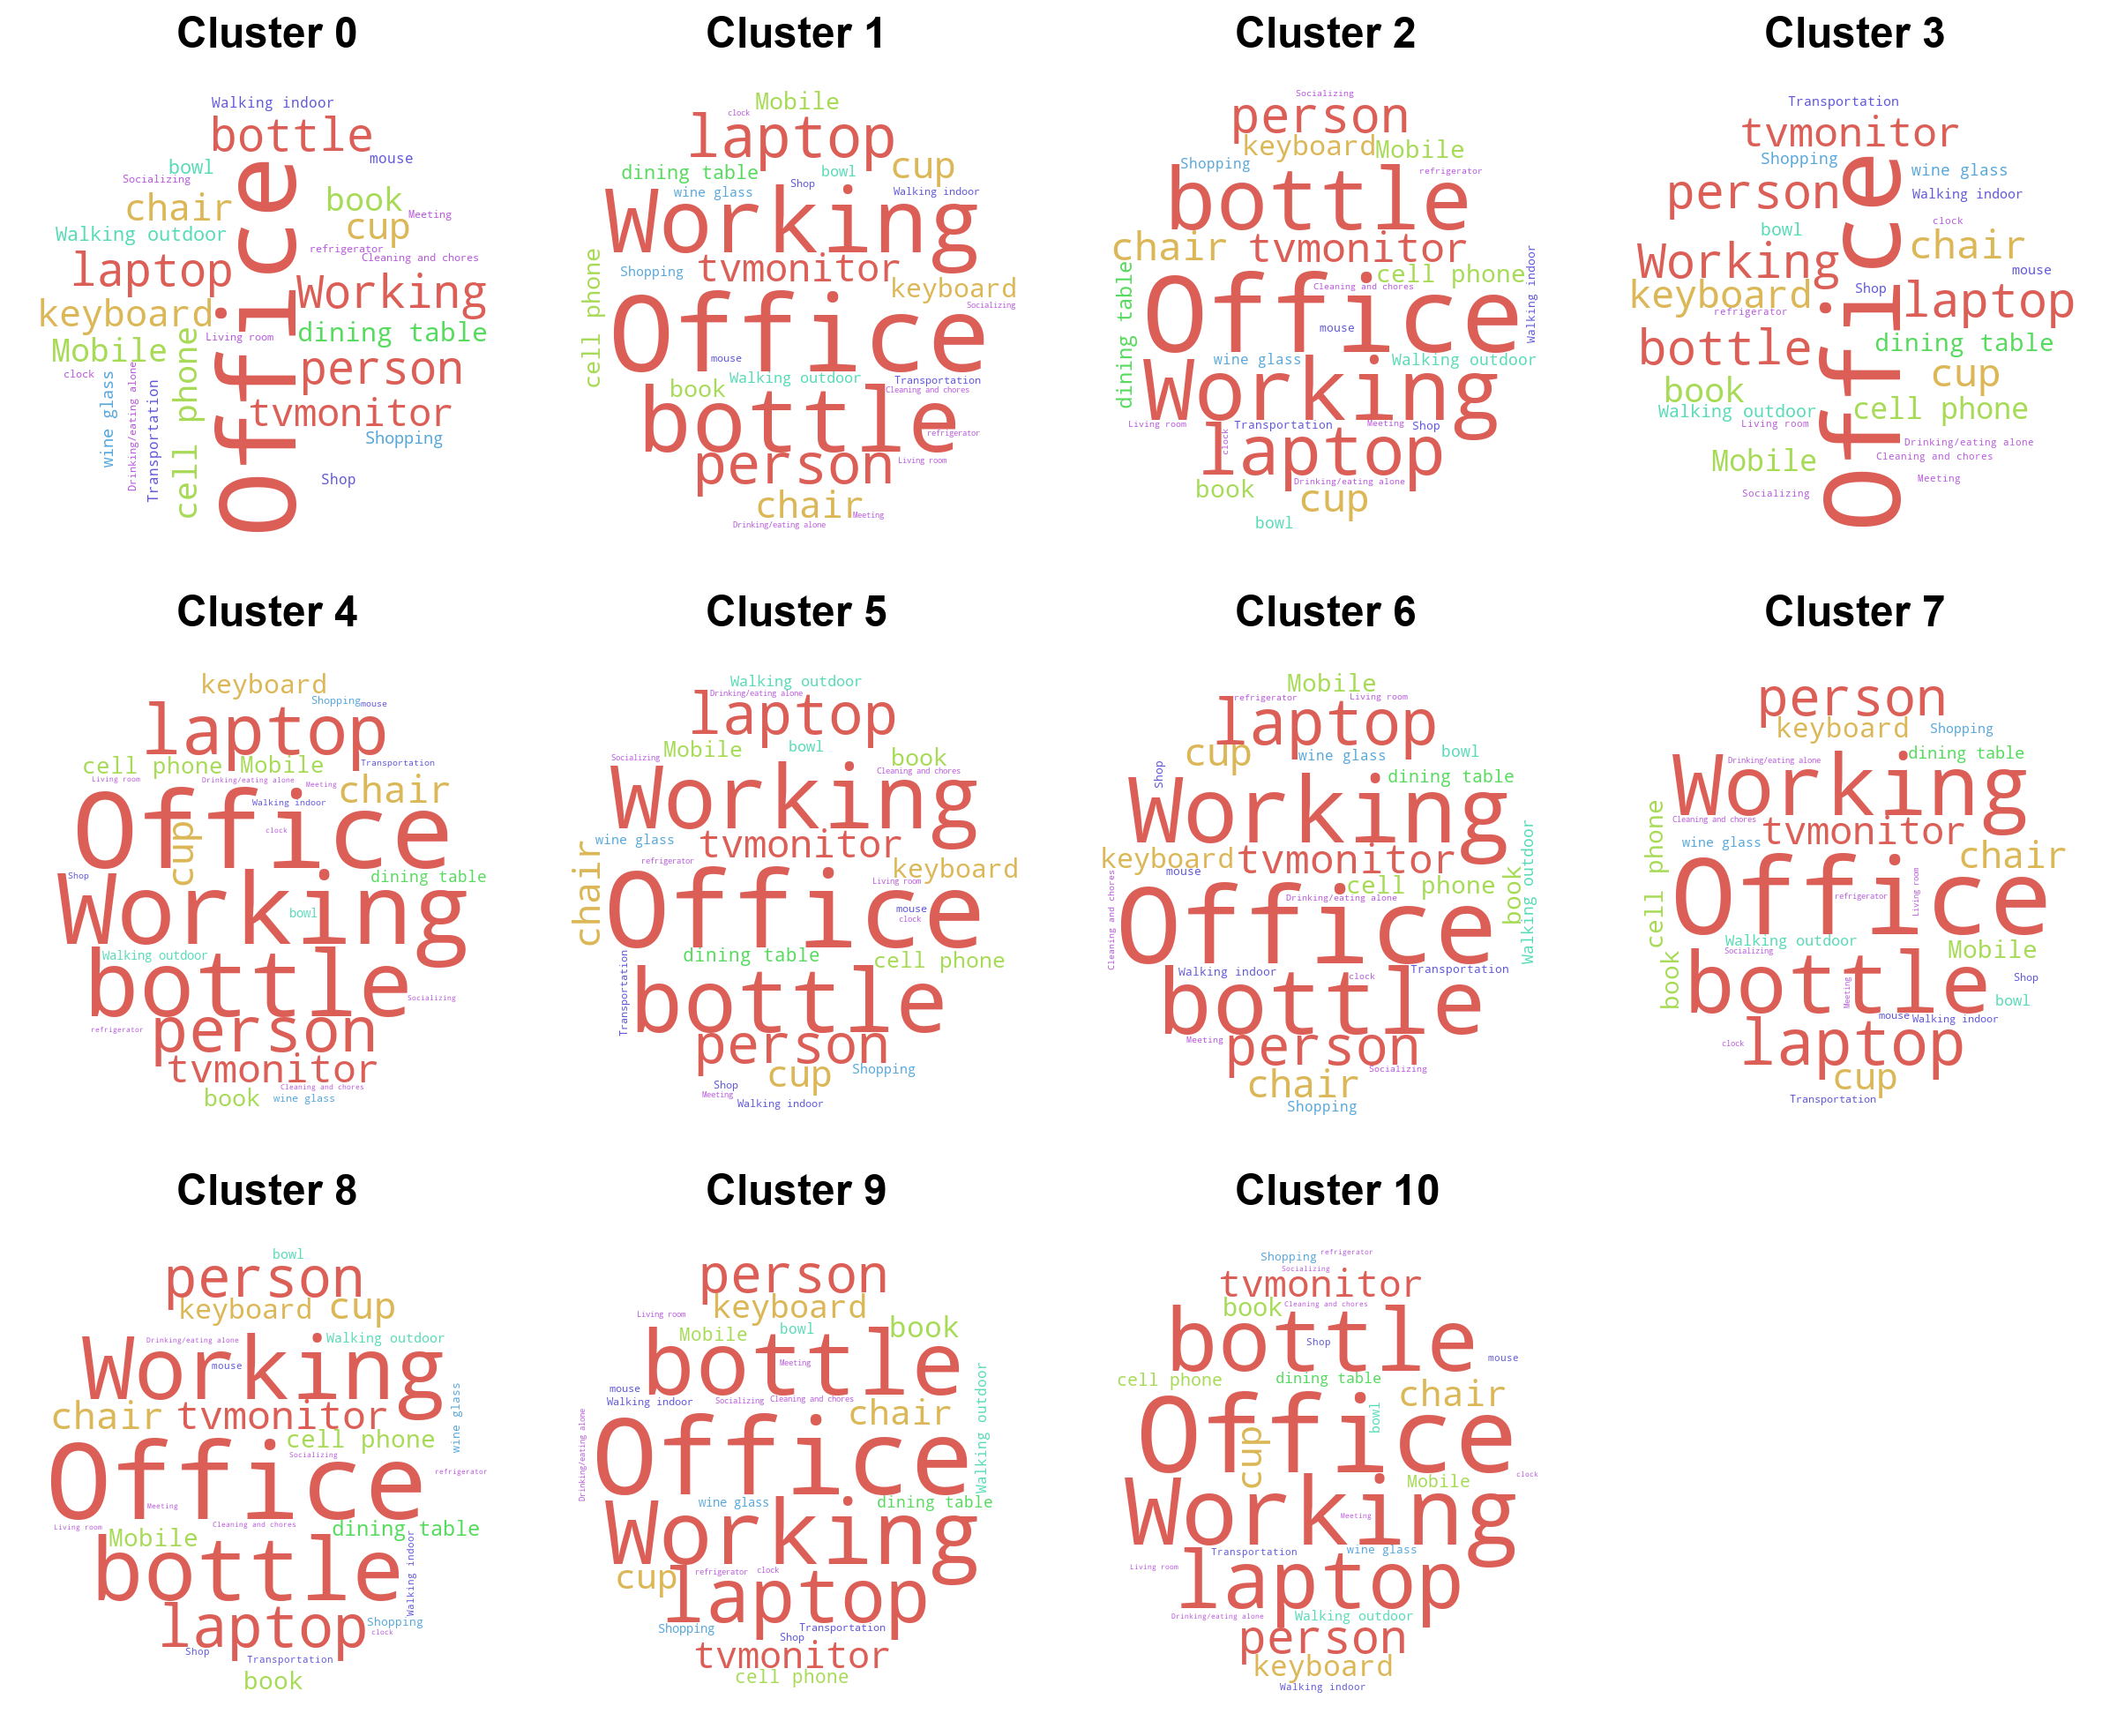 Cluster 0
Walking indoor
bottle
mouse
bowl
Socializing
book
chair
cup
Meeting
Walking outdoor
refrigerator
Cleaning and chores
laptop
Office
Working
keyboard
dining table
Living room
Mobile
cell phone
person
clock
wine glass
Drinking/eating alone
Transportation
tvmonitor
Shopping
Shop
Cluster 1
Mobile
clock
laptop
cup
dining table
bowl
Shop
wine glass
Walking indoor
Working
cell phone
Shopping
tvmonitor
keyboard
Socializing
Office
mouse
book
Walking outdoor
Transportation
Cleaning and chores
bottle
refrigerator
person
Living room
chair
Meeting
Drinking/eating alone
Cluster 2
Socializing
person
keyboard
Mobile
Shopping
refrigerator
bottle
chair
tvmonitor
Walking indoor
dining table
cell phone
Cleaning and chores
Office
mouse
wine glass
Walking outdoor
Working
Living room
Transportation
Meeting
Shop
clock
laptop
Drinking/eating alone
book
cup
bowl
Cluster 3
Transportation
tvmonitor
Shopping
wine glass
person
Walking indoor
clock
bowl
chair
Working
Office
mouse
keyboard
Shop
laptop
refrigerator
bottle
dining table
book
cup
Walking outdoor
cell phone
Living room
Drinking/eating alone
Mobile
Cleaning and chores
Meeting
Socializing
Cluster 4
keyboard
Shopping
mouse
laptop
cell phone
Mobile
Transportation
Living room
Drinking/eating alone
Meeting
chair
Walking indoor
Office
cup
clock
Shop
dining table
Working
bowl
Walking outdoor
bottle
Socializing
refrigerator
person
tvmonitor
Cleaning and chores
book
wine glass
Cluster 5
Walking outdoor
Drinking/eating alone
laptop
Socializing
Mobile
bowl
book
Cleaning and chores
Working
wine glass
chair
tvmonitor
refrigerator
keyboard
Living room
Office
mouse
clock
dining table
cell phone
Transportation
bottle
person
cup
Shopping
Shop
Meeting
Walking indoor
Cluster 6
Mobile
refrigerator
Living room
laptop
cup
wine glass
bowl
Shop
dining table
Working
keyboard
tvmonitor
Walking outdoor
mouse
cell phone
book
Cleaning and chores
Drinking/eating alone
Office
Walking indoor
clock
Transportation
bottle
Meeting
person
Socializing
chair
Shopping
Cluster 7
person
keyboard
Shopping
dining table
Drinking/eating alone
Working
Cleaning and chores
tvmonitor
cell phone
wine glass
chair
Office
refrigerator
Living room
Walking outdoor
Socializing
Mobile
book
bottle
Meeting
Shop
bowl
mouse
Walking indoor
clock
laptop
cup
Transportation
Cluster 8
bowl
person
keyboard
cup
Drinking/eating alone
Walking outdoor
mouse
Working
chair
tvmonitor
wine glass
cell phone
Socializing
Office
refrigerator
Meeting
Living room
Cleaning and chores
dining table
Mobile
bottle
Walking indoor
laptop
Shopping
clock
Shop
Transportation
book
Cluster 9
person
Living room
keyboard
Mobile
bowl
book
bottle
Meeting
mouse
Walking indoor
Socializing
Cleaning and chores
chair
Walking outdoor
Drinking/eating alone
Office
wine glass
dining table
Working
cup
refrigerator
clock
laptop
Shopping
Transportation
Shop
tvmonitor
cell phone
Cluster 10
Shopping
refrigerator
Socializing
tvmonitor
book
Cleaning and chores
bottle
Shop
mouse
cell phone
dining table
chair
Office
bowl
cup
Mobile
clock
Working
Meeting
Transportation
wine glass
Living room
laptop
Drinking/eating alone
Walking outdoor
person
keyboard
Walking indoor